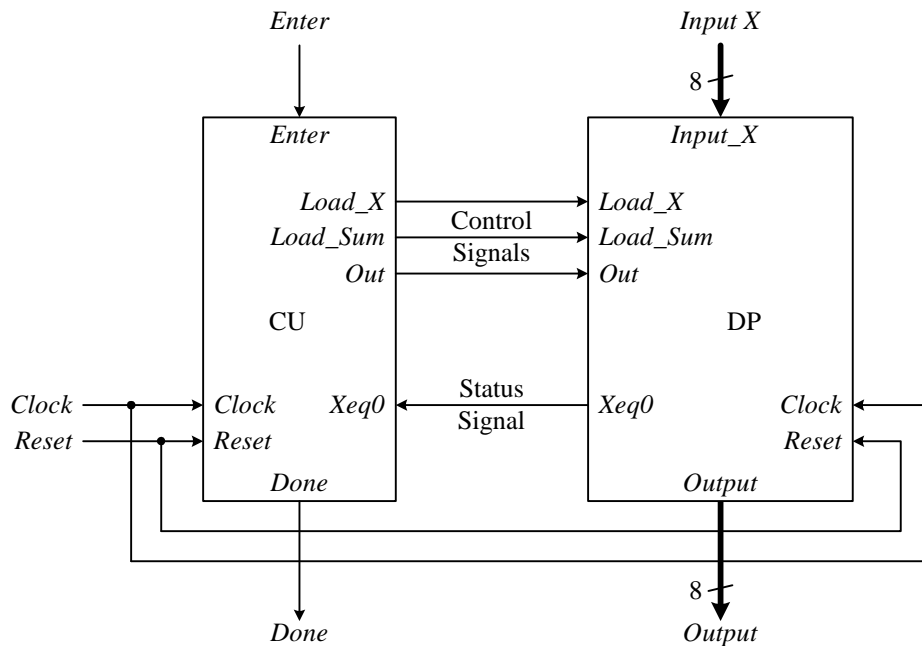 Enter
Input X
8
Enter
Input_X
Load_X
Control
Load_X
Load_Sum
Load_Sum
Signals
Out
Out
CU
DP
Clock
Clock
Xeq0
Status
Xeq0
Clock
Reset
Reset
Signal
Reset
Done
Output
8
Done
Output